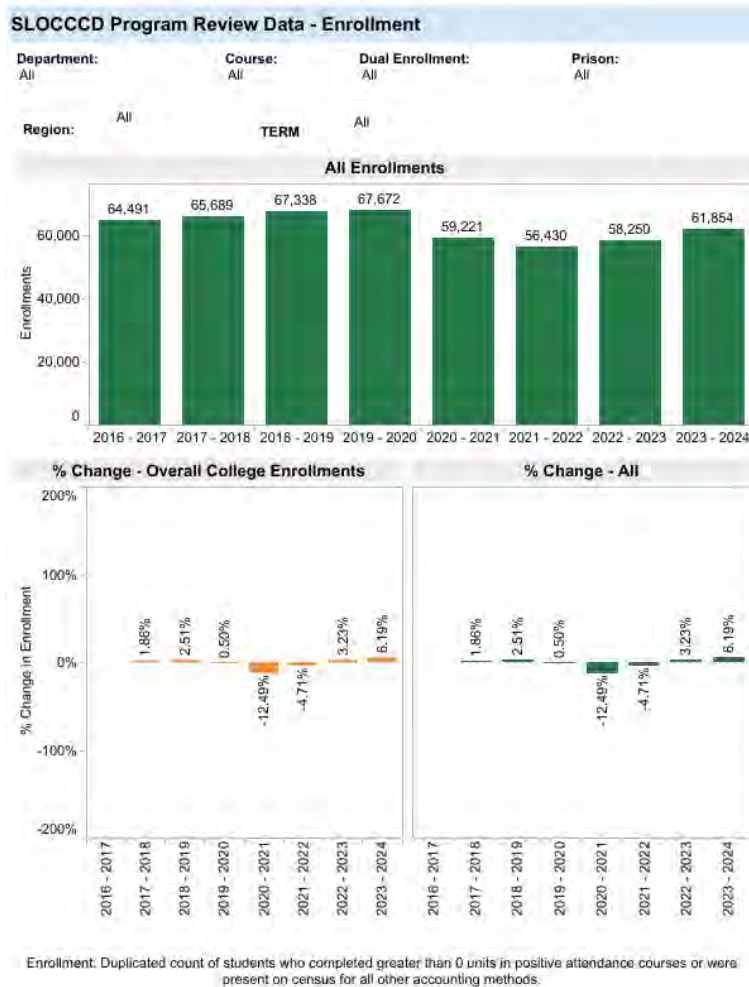 SLOCCCD Program Review Data - Enrollment
Department: Course: Dual Enrollment: Prison:
All All All All
All All
Region: TERM
All Enrollments
64,491 65,689 67,338 67,672 59,221 56,430 58,250 61,854
Enrollments
60,000
40,000
20,000
0
2016 - 2017 2017 - 2018 2018 - 2019 2019 - 2020 2020 - 2021 2021 - 2022 2022 - 2023 2023 - 2024
% Change - Overall College Enrollments % Change - All
% Change in Enrollment
200%
100%
0%
-100%
-200%
1.86% 2.51% 0.50% -12.49% -4.71% 3.23% 6.19%
1.86% 2.51% 0.50% -12.49% -4.71% 3.23% 6.19%
2016 - 2017 2017 - 2018 2018 - 2019 2019 - 2020 2020 - 2021 2021 - 2022 2022 - 2023 2023 - 2024
2016 - 2017 2017 - 2018 2018 - 2019 2019 - 2020 2020 - 2021 2021 - 2022 2022 - 2023 2023 - 2024
Enrollment: Duplicated count of students who completed greater than 0 units in positive attendance courses or were
present on census for all other accounting methods.